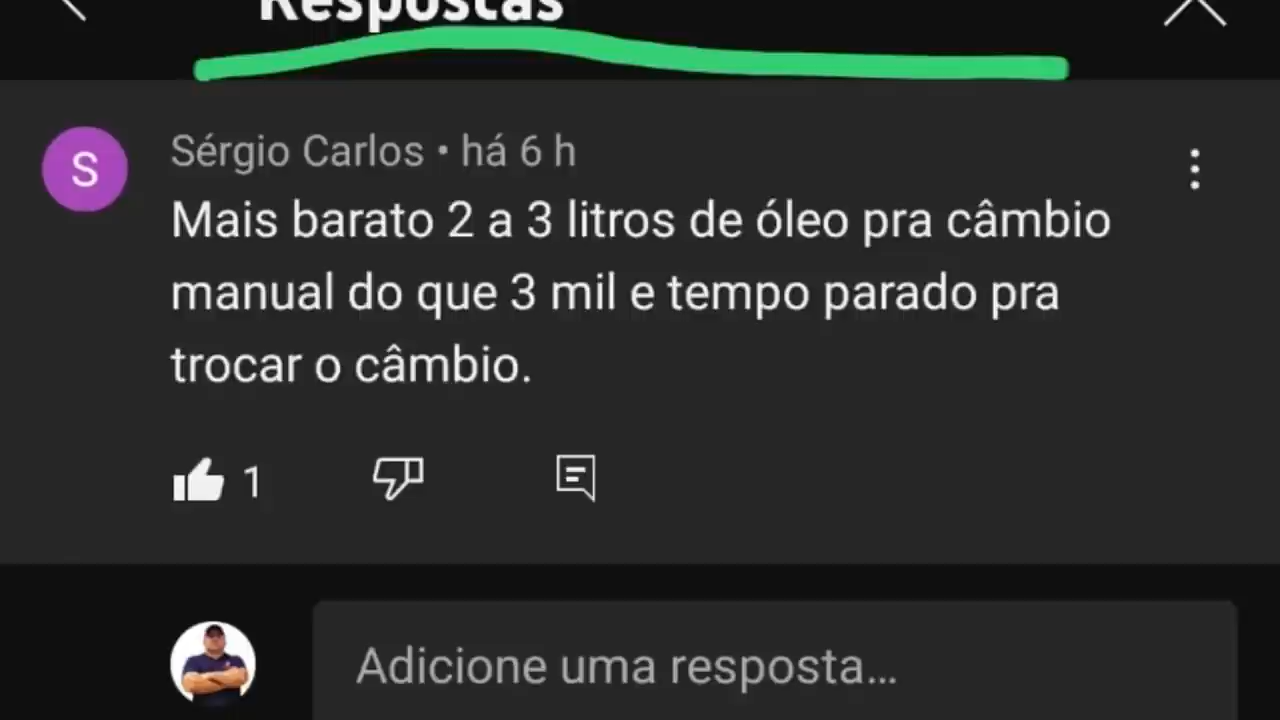 Respostas
S
Sérgio Carlos • há 6 h
Mais barato 2 a 3 litros de óleo pra câmbio
manual do que 3 mil e tempo parado pra
trocar o câmbio.
1
Adicione uma resposta...